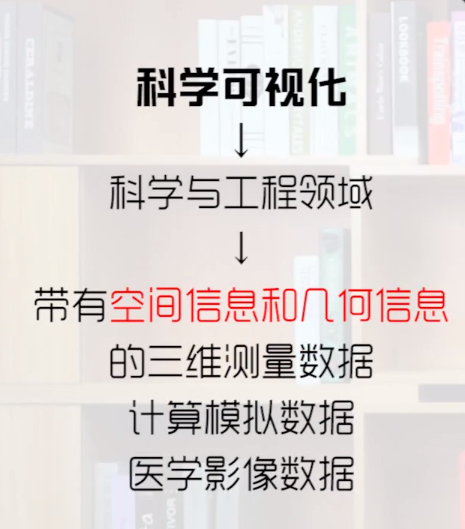 科学可视化
↓
科学与工程领域
↓
带有空间信息和几何信息
的三维测量数据
计算模拟数据
医学影像数据